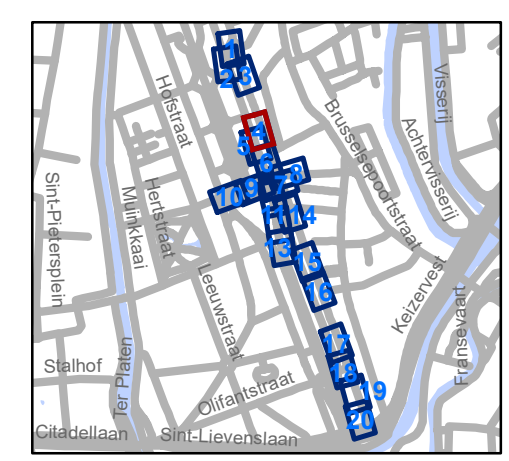 1
2 3
4
5
6
7 8
9
10
11 14
13
15
16
17
18
19
20
Hofstraat
Visserij
Achtervisserij
Brusselsepoortstraat
Sint-Pietersplein
Muinkkaai
Hertstraat
Leeuwstraat
Keizervest
Fransevaart
Stalhof
Ter Platen
Olifantstraat
Citadellaan
Sint-Lievenslaan